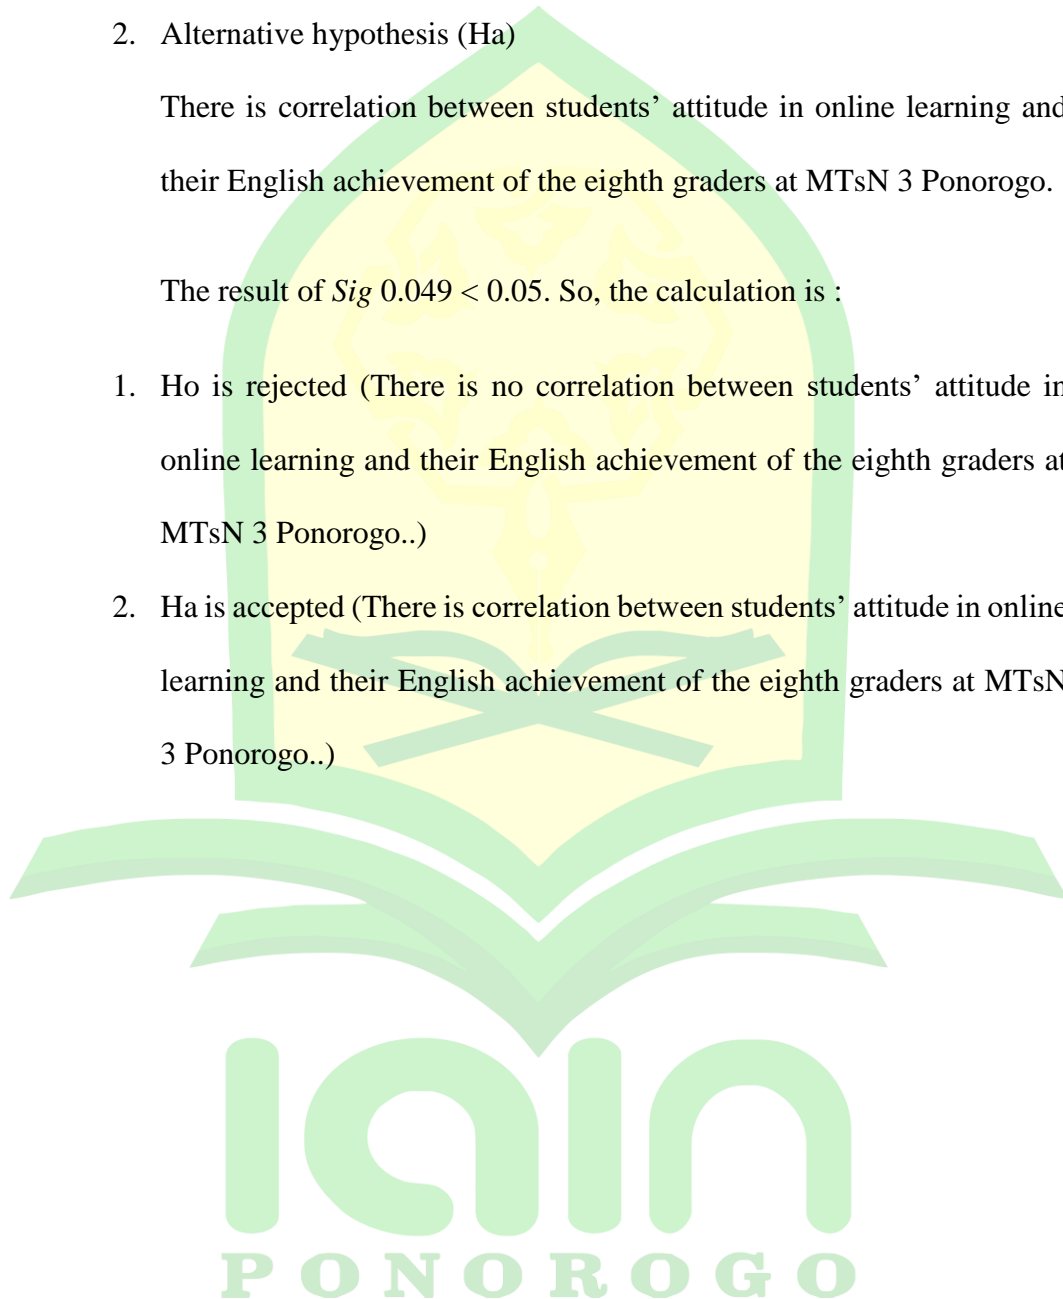 2. Alternative hypothesis (Ha)
There is correlation between students’ attitude in online learning and
their English achievement of the eighth graders at MTsN 3 Ponorogo.
The result of Sig 0.049 < 0.05. So, the calculation is :
1. Ho is rejected (There is no correlation between students’ attitude in
online learning and their English achievement of the eighth graders at
MTsN 3 Ponorogo..)
2. Ha is accepted (There is correlation between students’ attitude in online
learning and their English achievement of the eighth graders at MTsN
3 Ponorogo..)
IAIN
PONOROGO